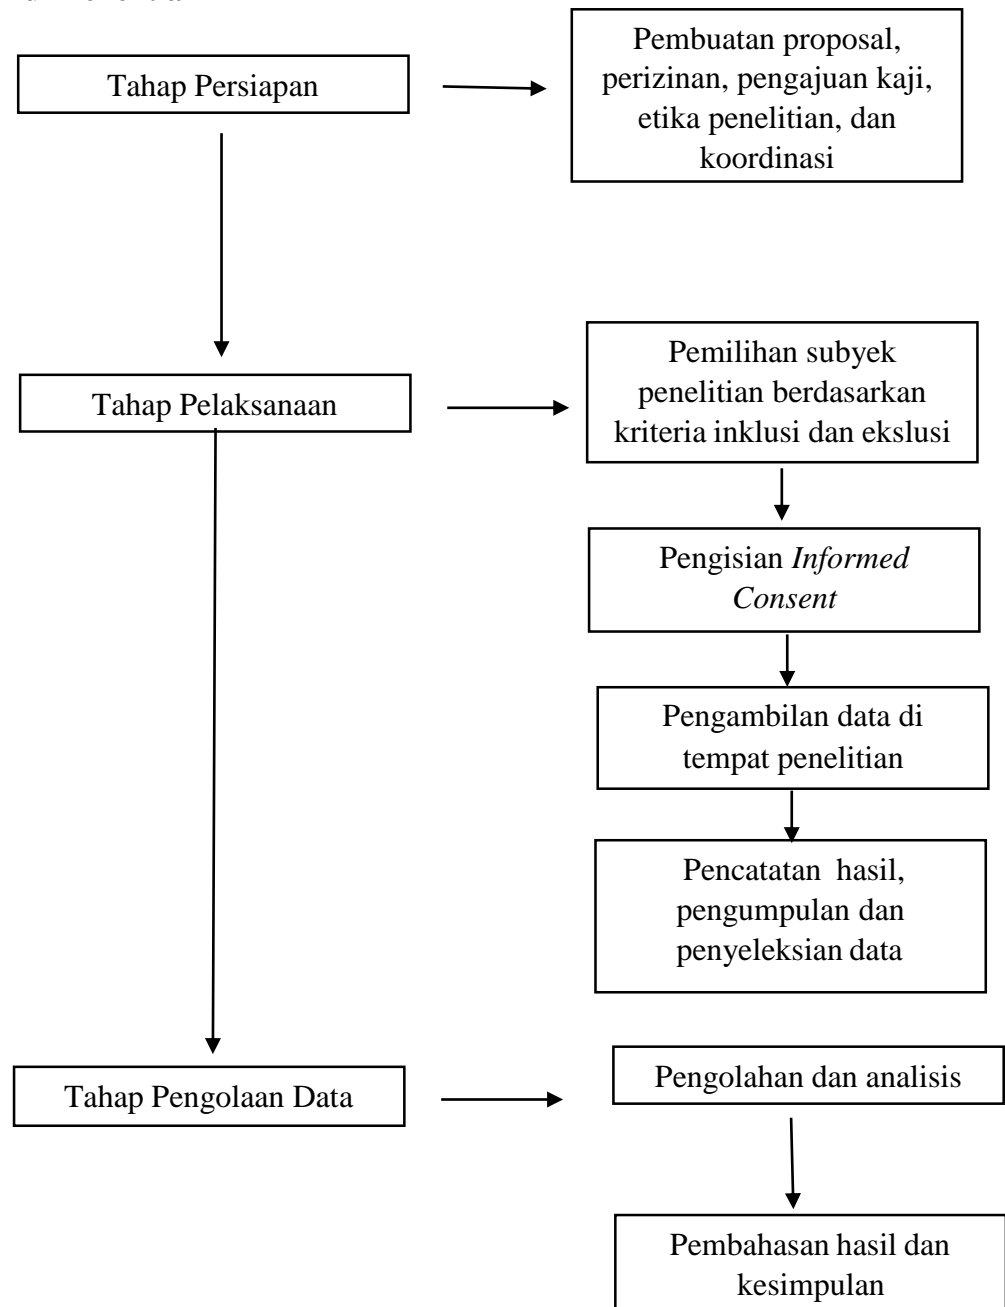 Tahap Persiapan
Pembuatan proposal,
perizinan, pengajuan kaji,
etika penelitian, dan
koordinasi
Tahap Pelaksanaan
Pemilihan subyek
penelitian berdasarkan
kriteria inklusi dan ekslusi
Pengisian Informed
Consent
Pengambilan data di
tempat penelitian
Pencatatan hasil,
pengumpulan dan
penyeleksian data
Tahap Pengolaan Data
Pengolahan dan analisis
Pembahasan hasil dan
kesimpulan